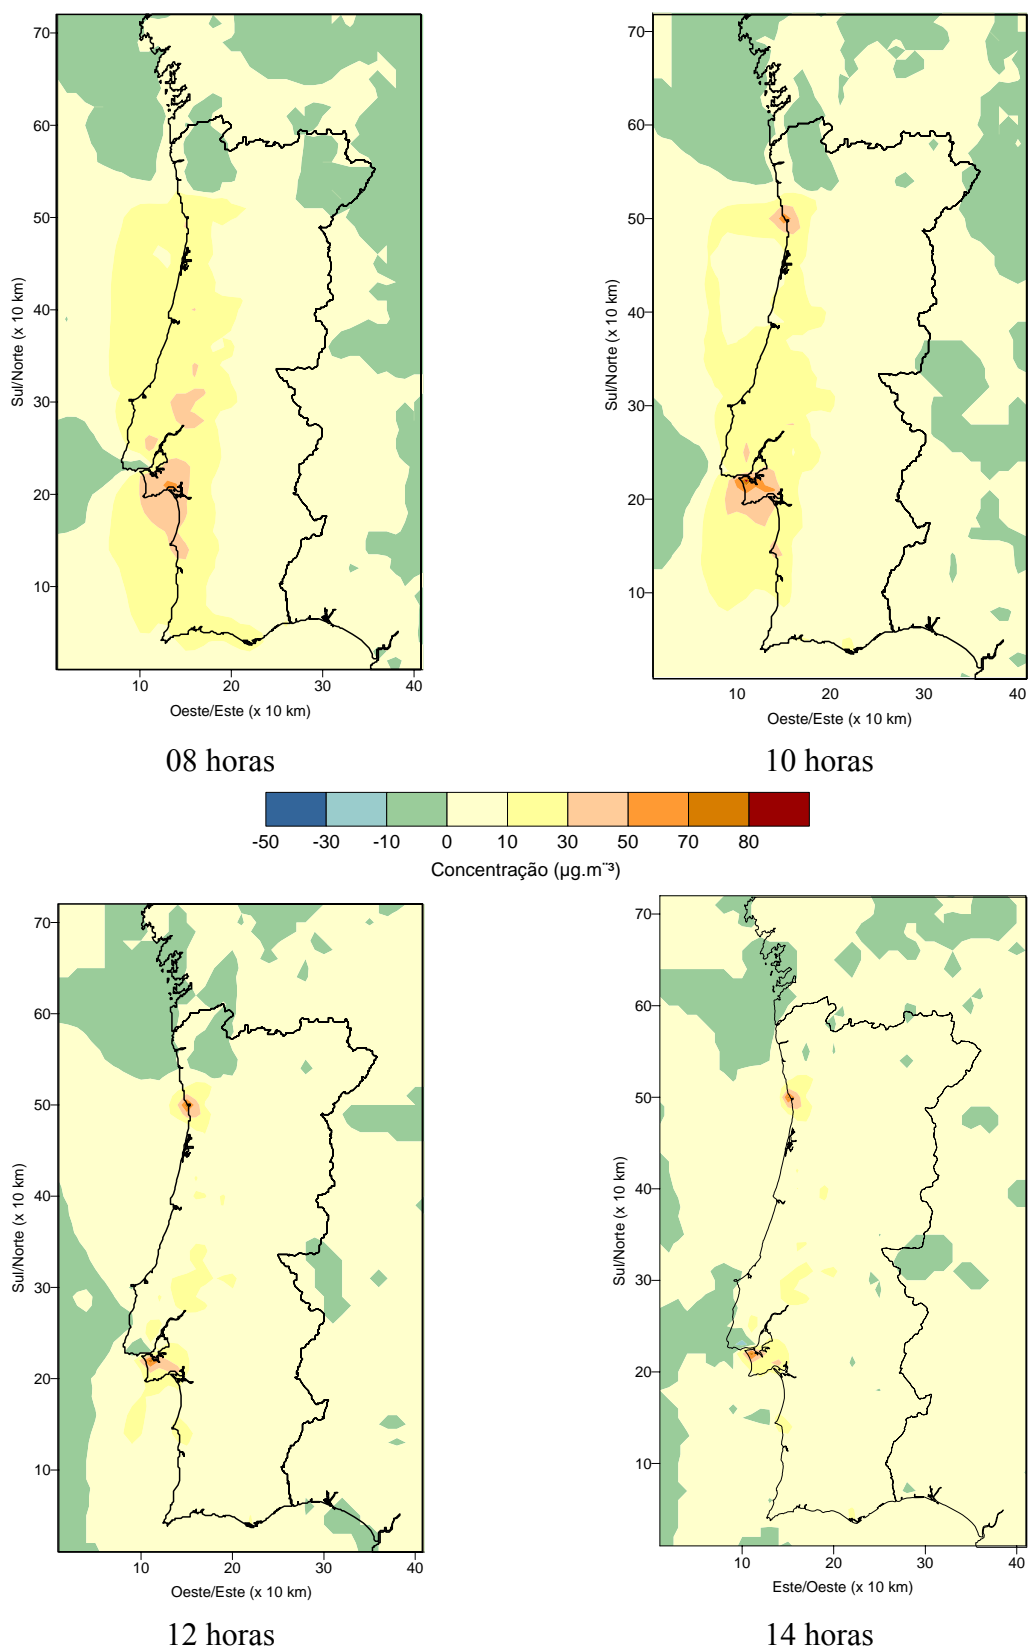 70
60
50
40
30
20
10
Sul/Norte (x 10 km)
10 20 30 40
Oeste/Este (x 10 km)
08 horas
70
60
50
40
30
20
10
Sul/Norte (x 10 km)
10 20 30 40
Oeste/Este (x 10 km)
10 horas
-50 -30 -10 0 10 30 50 70 80
Concentração (µg.m¨³)
70
60
50
40
30
20
10
Sul/Norte (x 10 km)
10 20 30 40
Oeste/Este (x 10 km)
12 horas
70
60
50
40
30
20
10
Sul/Norte (x 10 km)
10 20 30 40
Este/Oeste (x 10 km)
14 horas